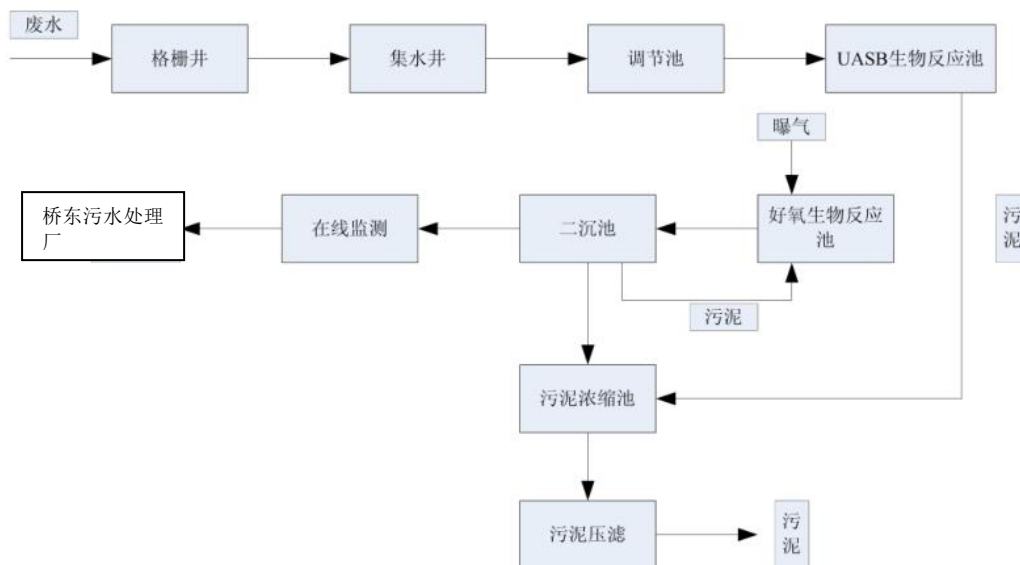 废水
格栅井
集水井
调节池
UASB生物反应池
曝气
桥东污水处理
厂
在线监测
二沉池
好氧生物反应
池
污
泥
污泥
污泥浓缩池
污泥压滤
污
泥